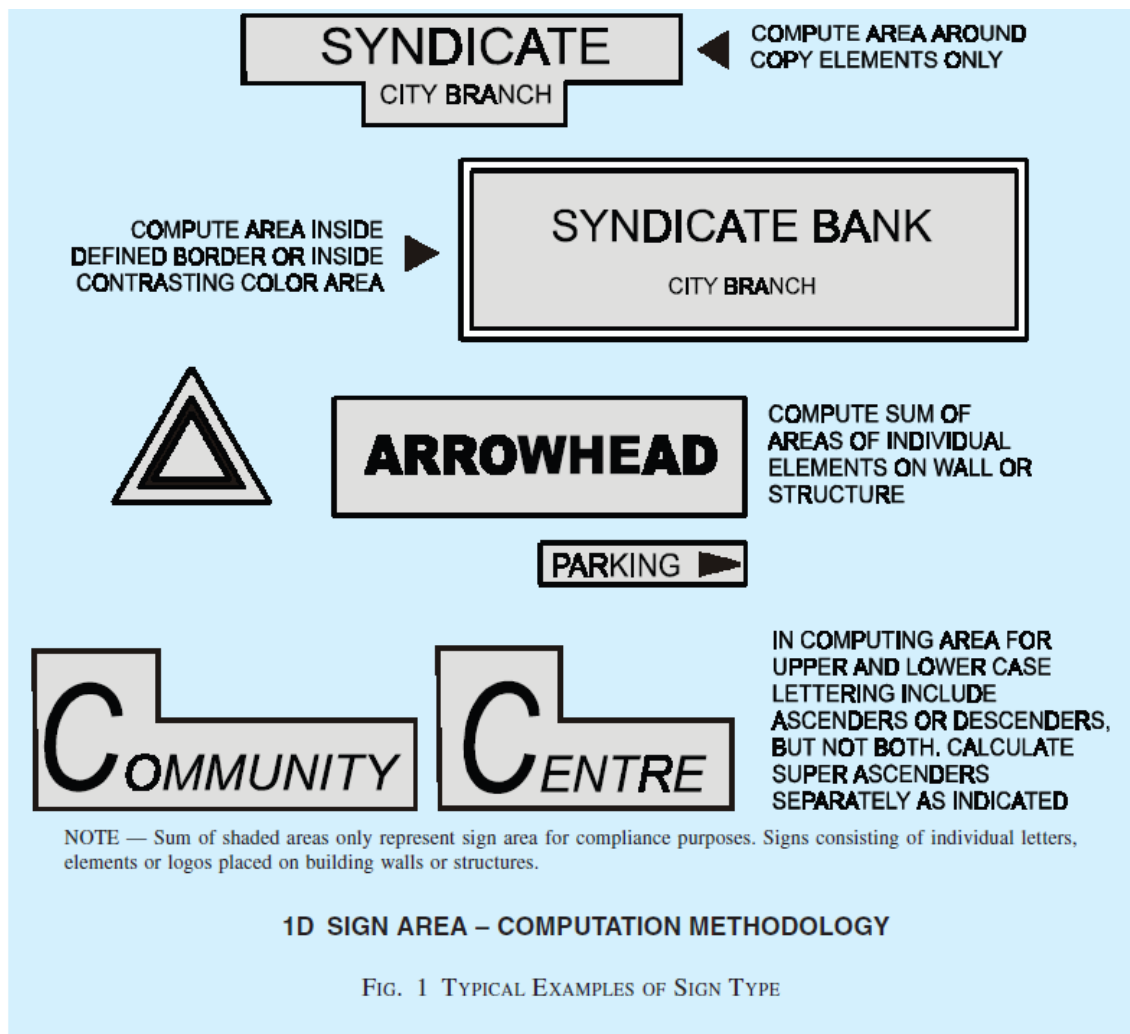 SYNDICATE
CITY BRANCH
COMPUTE AREA AROUND
COPY ELEMENTS ONLY
COMPUTE AREA INSIDE
DEFINED BORDER OR INSIDE
CONTRASTING COLOR AREA
SYNDICATE BANK
CITY BRANCH
ARROWHEAD
COMPUTE SUM OF
AREAS OF INDIVIDUAL
ELEMENTS ON WALL OR
STRUCTURE
PARKING
COMMUNITY
CENTRE
IN COMPUTING AREA FOR
UPPER AND LOWER CASE
LETTERING INCLUDE
ASCENDERS OR DESCENDERS,
BUT NOT BOTH. CALCULATE
SUPER ASCENDERS
SEPARATELY AS INDICATED
NOTE — Sum of shaded areas only represent sign area for compliance purposes. Signs consisting of individual letters,
elements or logos placed on building walls or structures.
1D SIGN AREA – COMPUTATION METHODOLOGY
FIG. 1 TYPICAL EXAMPLES OF SIGN TYPE